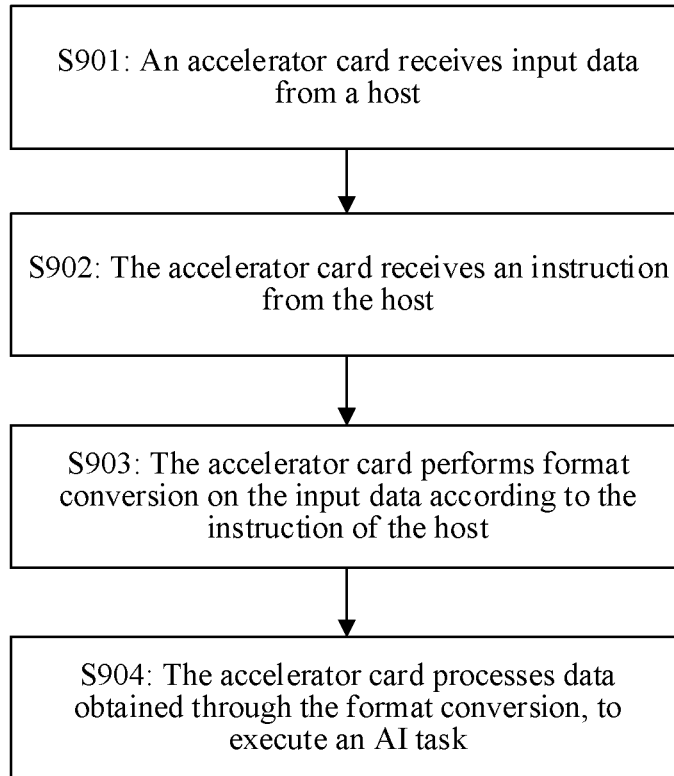 S901: An accelerator card receives input data
from a host
S902: The accelerator card receives an instruction
from the host
S903: The accelerator card performs format
conversion on the input data according to the
instruction of the host
S904: The accelerator card processes data
obtained through the format conversion, to
execute an AI task